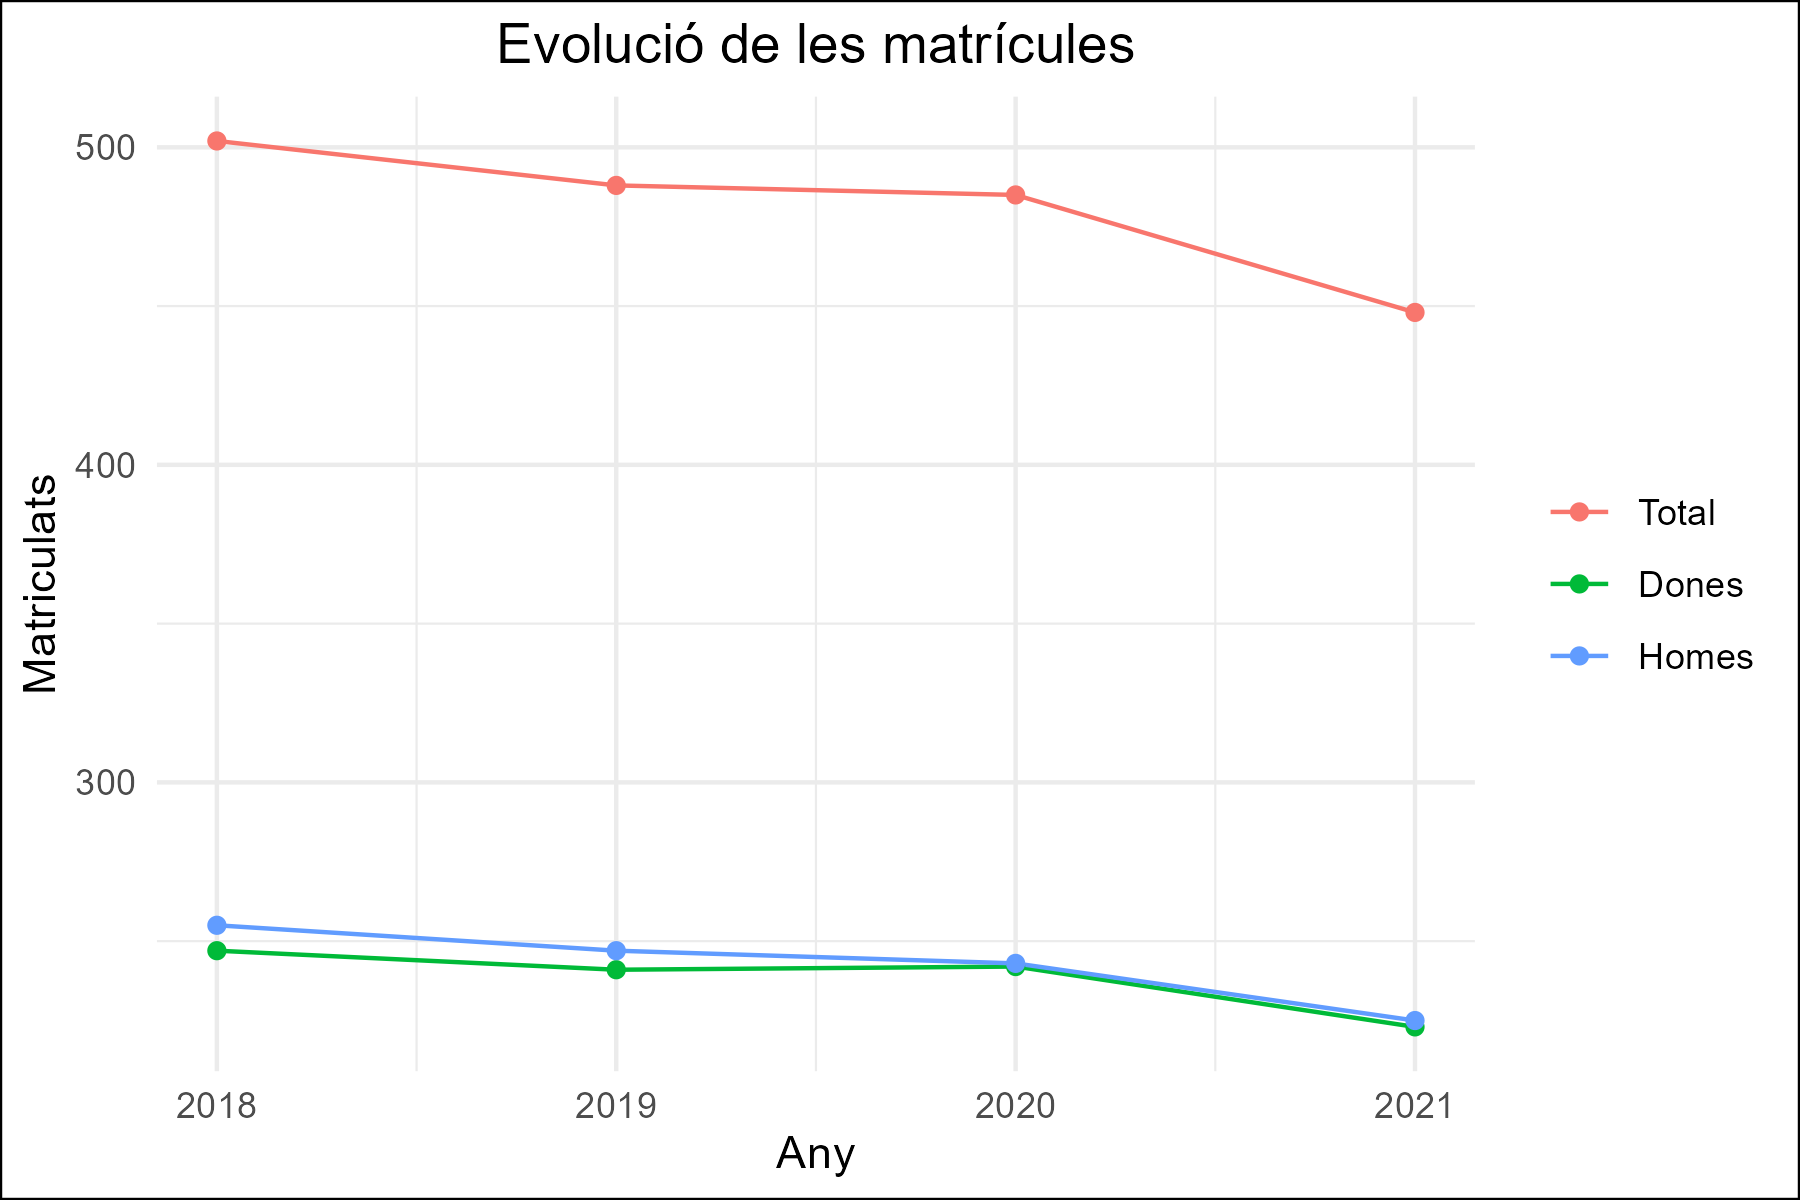 Evolució de les matrícules
500
400
300
Matriculats
2018
2019
2020
2021
Any
Total
Dones
Homes